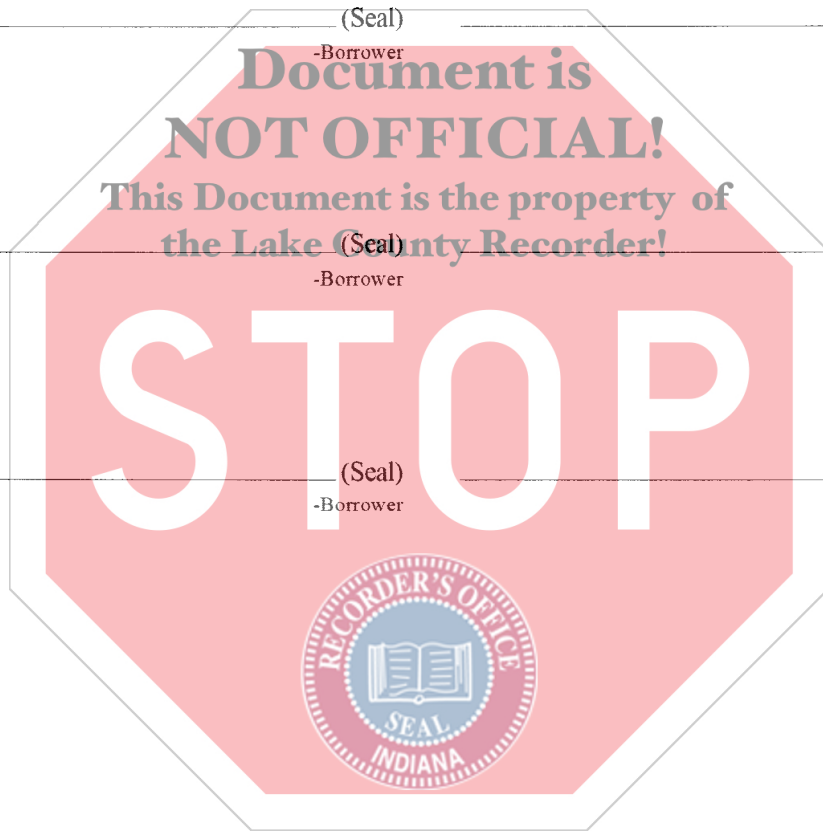 (Seal)
-Borrower
Document is
NOT OFFICIAL!
This Document is the property of
the Lake County Recorder!
(Seal)
-Borrower
STOP
(Seal)
-Borrower
RECORDER'S OFFICE
SEAL
INDIANA